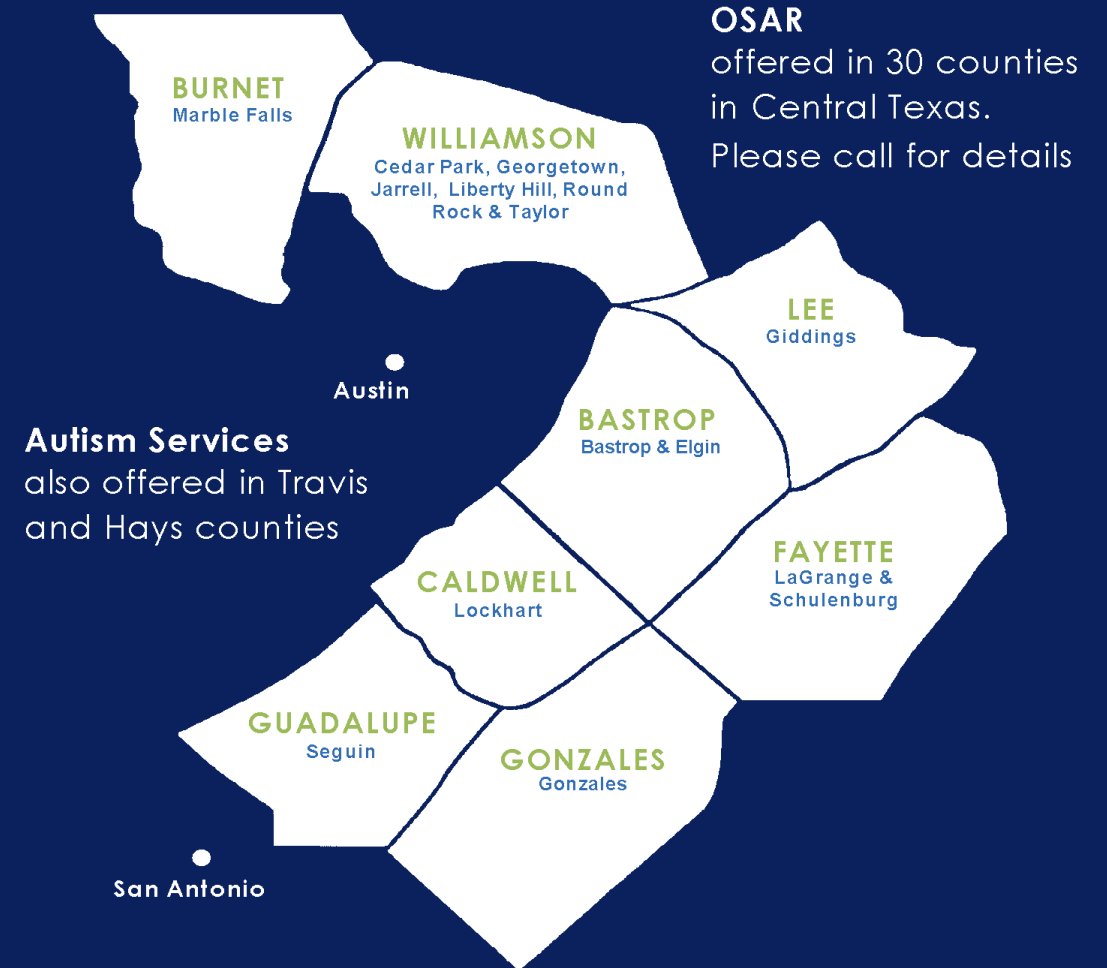 OSAR
offered in 30 counties
in Central Texas.
Please call for details
BURNET
Marble Falls
WILLIAMSON
Cedar Park, Georgetown,
Jarrell, Liberty Hill, Round
Rock & Taylor
LEE
Giddings
Austin
BASTROP
Bastrop & Elgin
Autism Services
also offered in Travis
and Hays counties
FAYETTE
LaGrange &
Schulenburg
CALDWELL
Lockhart
GUADALUPE
Seguin
GONZALES
Gonzales
San Antonio